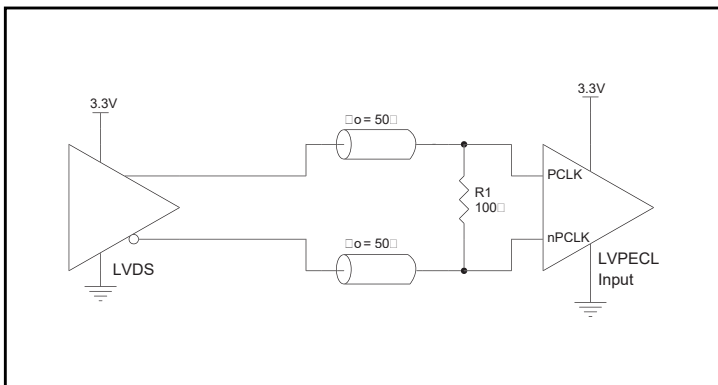 3.3V
3.3V
□o = 50□
PCLK
R1
100□
nPCLK
□o = 50□
LVDS
LVPECL
Input